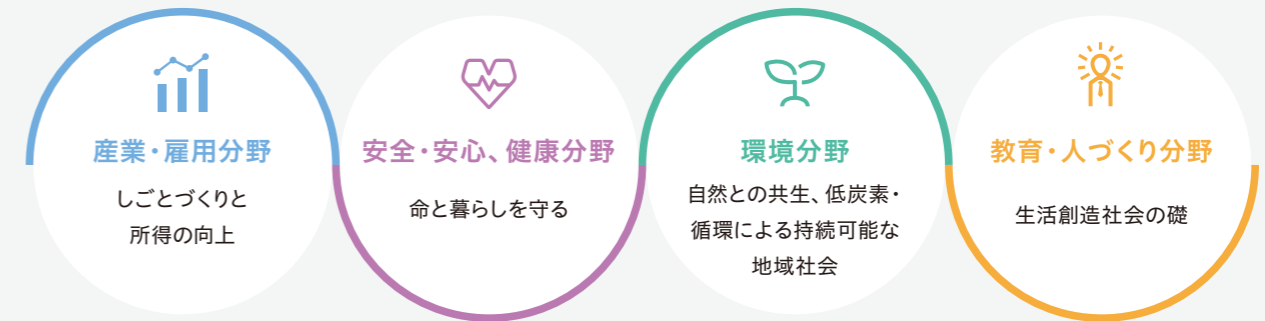 産業・雇用分野
しごとづくりと
所得の向上
安全・安心、健康分野
命と暮らしを守る
環境分野
自然との共生、低炭素・
循環による持続可能な
地域社会
教育・人づくり分野
生活創造社会の礎